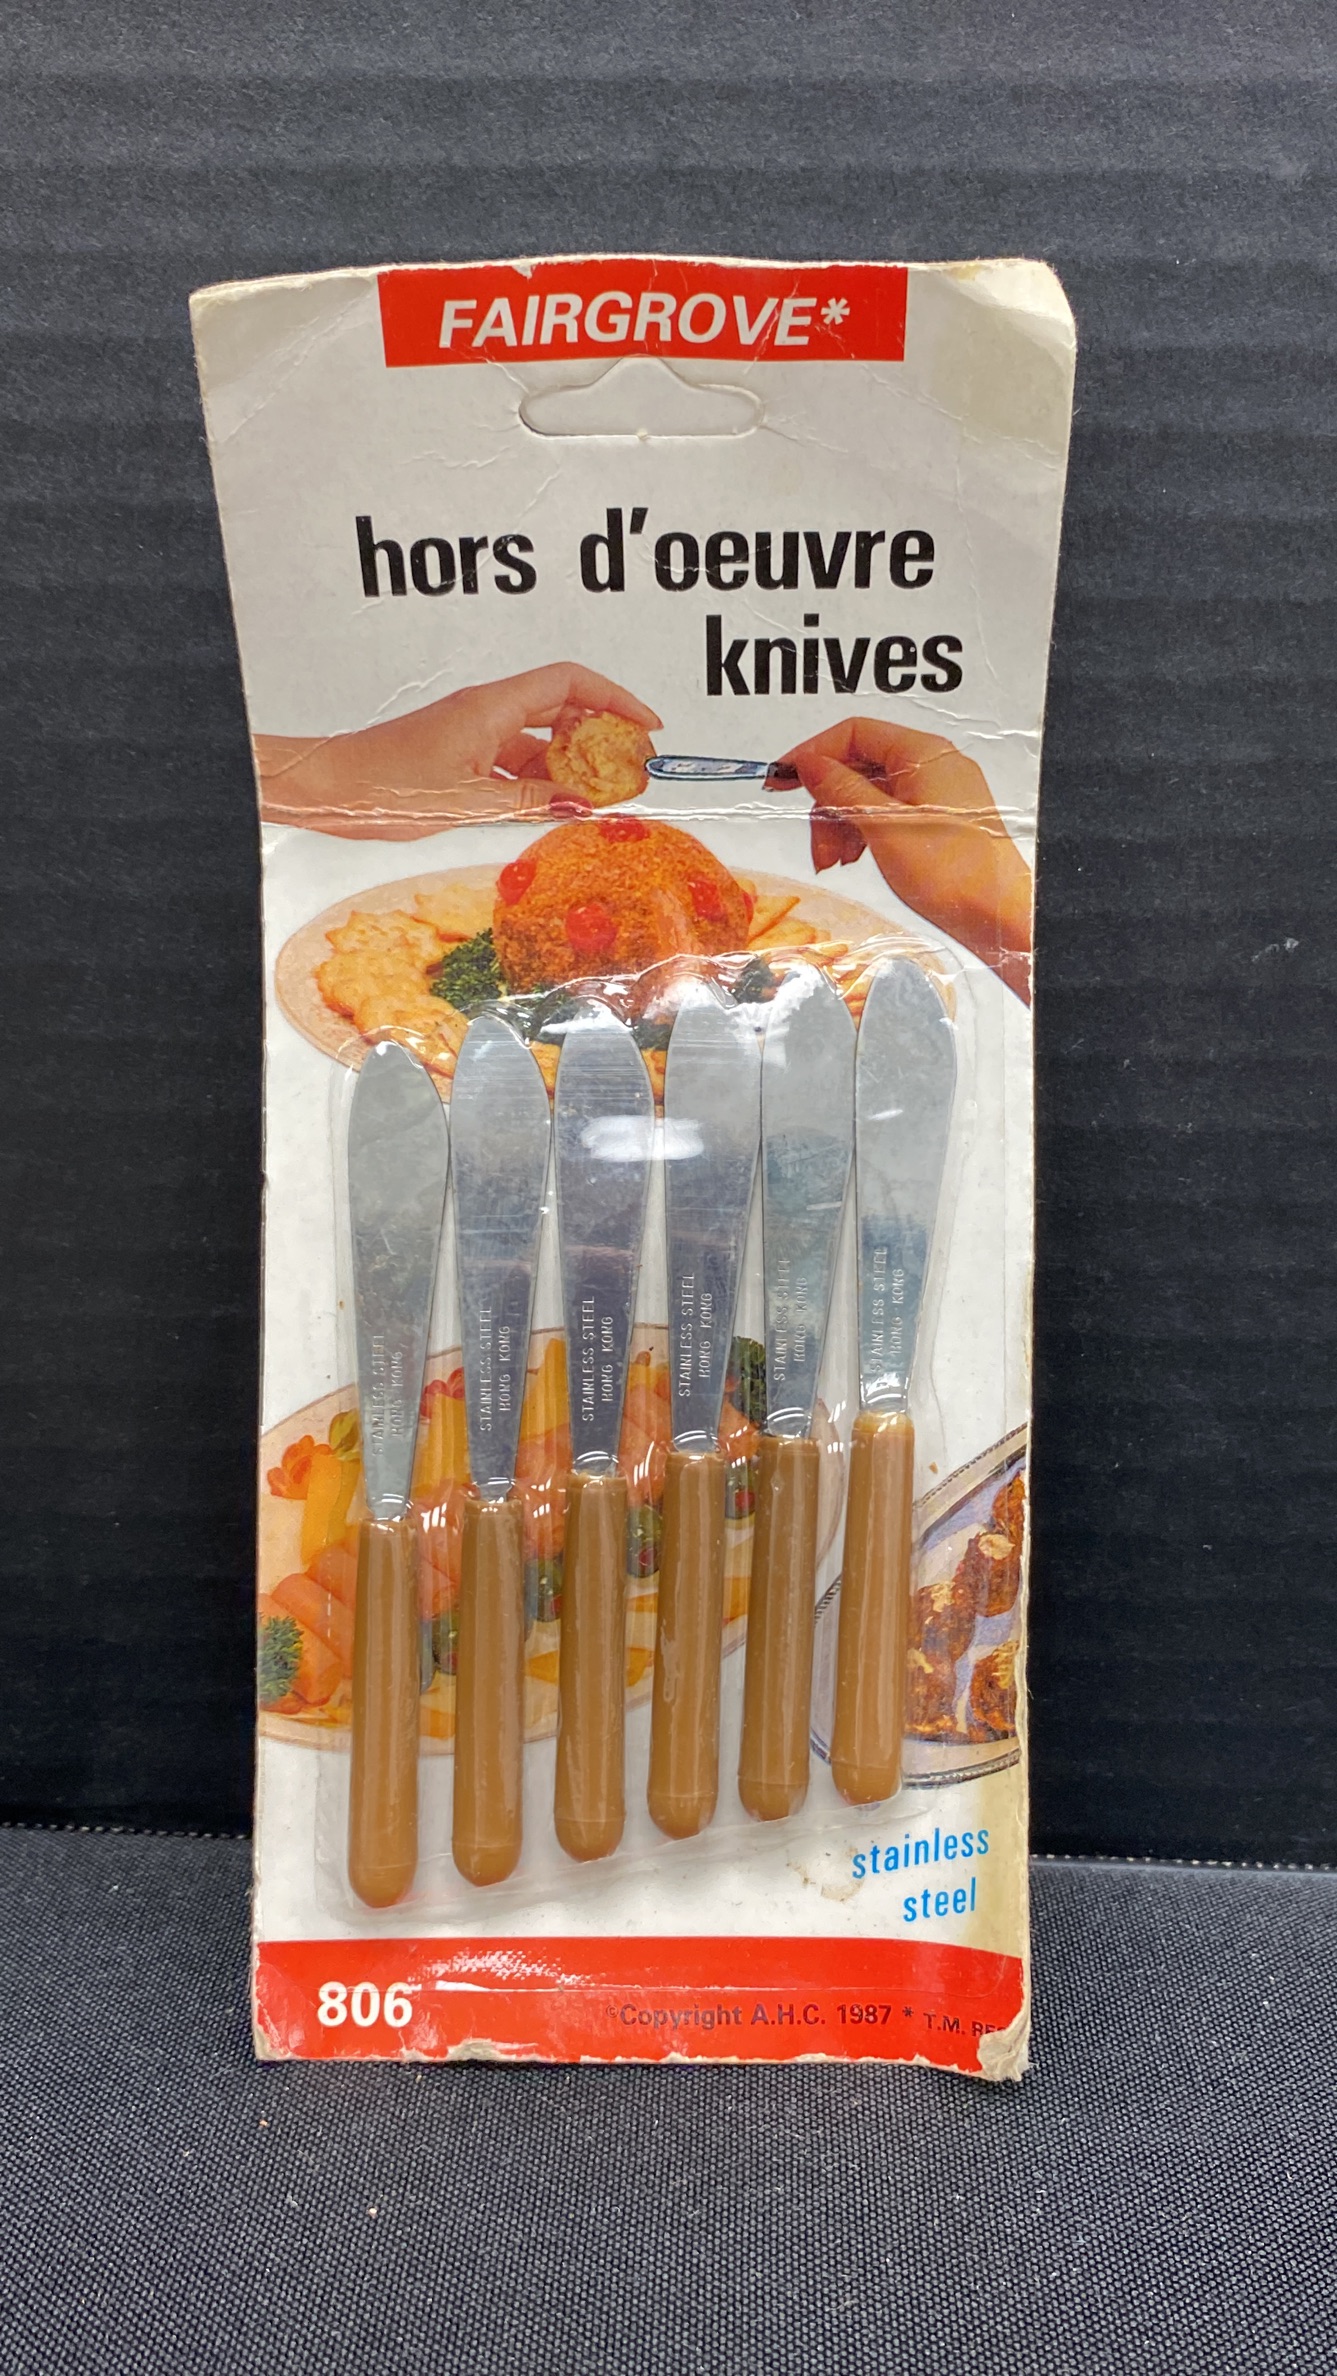 FAIRGROVE*
hors d'oeuvre
knives
STAINLESS STEEL
HONG KONG
STAINLESS STEEL
HONG KONG
STAINLESS STEEL
HONG KONG
STAINLESS STEEL
HONG KONG
STAINLESS STEEL
HONG KONG
STAINLESS STEEL
HONG KONG
stainless
steel
806
©Copyright A.H.C. 1987 * T.M.